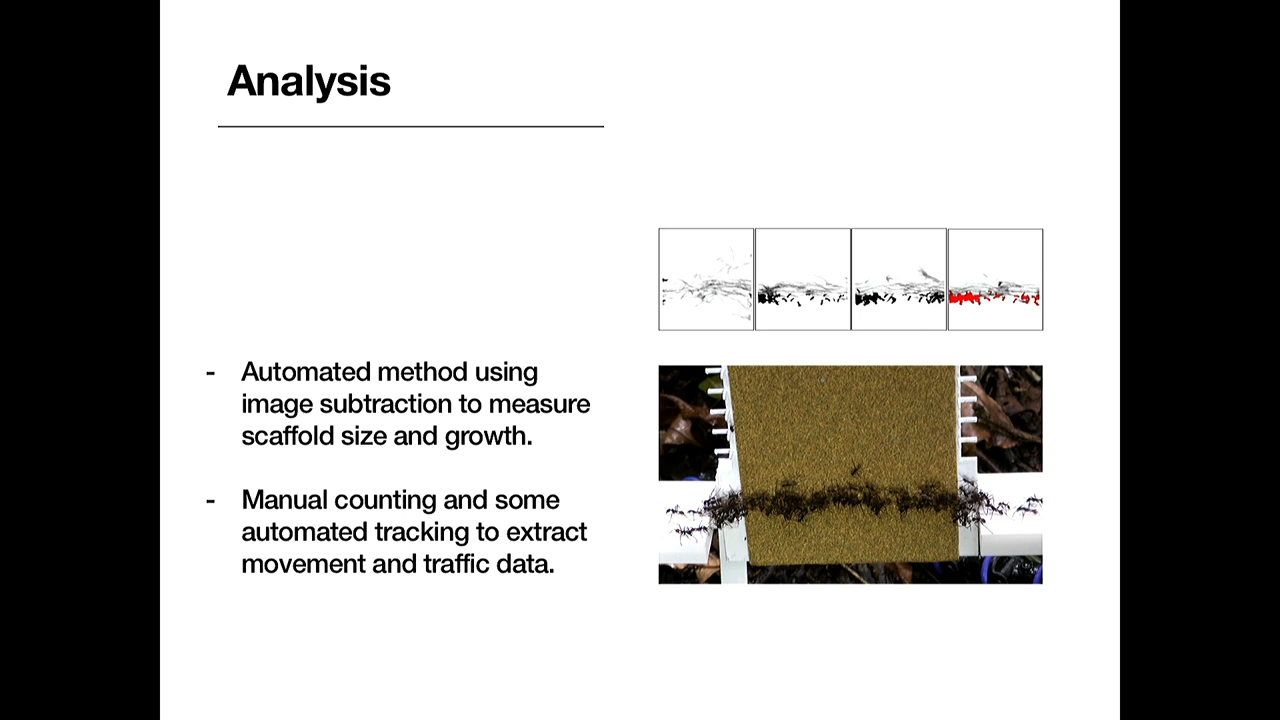 Analysis
- Automated method using
image subtraction to measure
scaffold size and growth.
- Manual counting and some
automated tracking to extract
movement and traffic data.